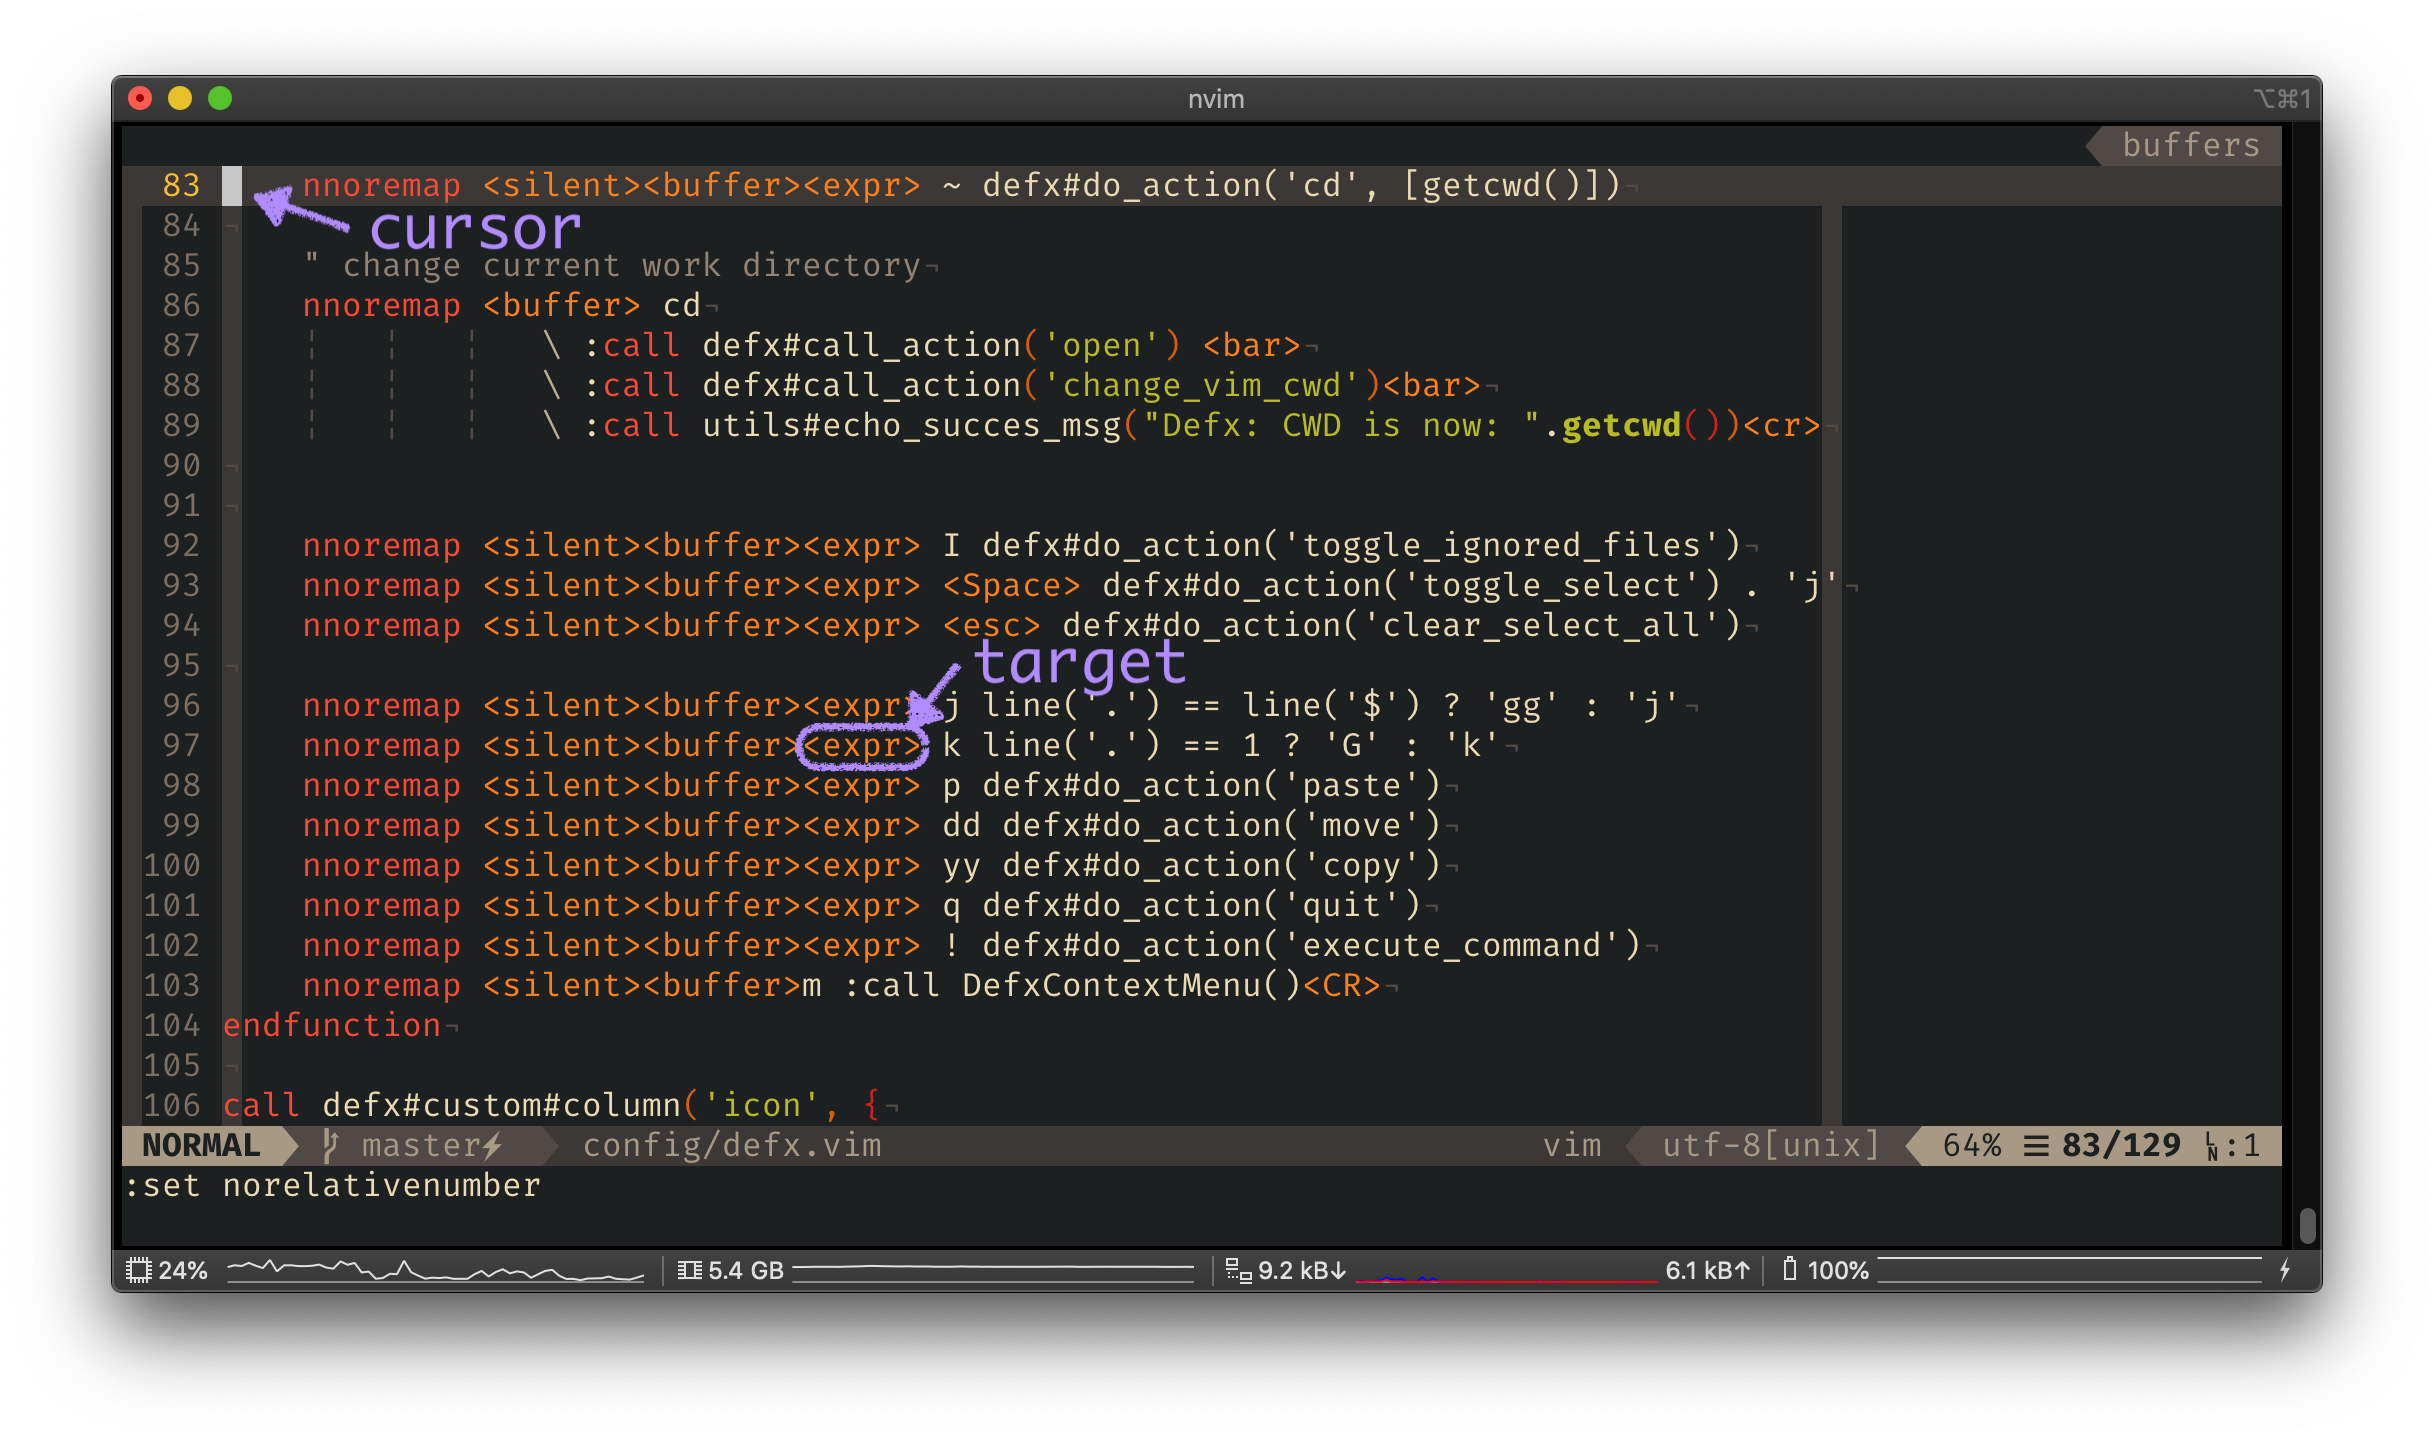 nvim
⌥⌘1
buffers
83     nnoremap <silent><buffer><expr> ~ defx#do_action('cd', [getcwd()])¬
cursor
84 ¬
85     " change current work directory¬
86     nnoremap <buffer> cd¬
87     ¦   ¦   ¦   \ :call defx#call_action('open') <bar>¬
88     ¦   ¦   ¦   \ :call defx#call_action('change_vim_cwd')<bar>¬
89     ¦   ¦   ¦   \ :call utils#echo_succes_msg("Defx: CWD is now: ".getcwd())<cr>¬
90 ¬
91 ¬
92     nnoremap <silent><buffer><expr> I defx#do_action('toggle_ignored_files')¬
93     nnoremap <silent><buffer><expr> <Space> defx#do_action('toggle_select') . 'j'¬
94     nnoremap <silent><buffer><expr> <esc> defx#do_action('clear_select_all')¬
95 ¬
target
96     nnoremap <silent><buffer><expr> j line('.') == line('$') ? 'gg' : 'j'¬
97     nnoremap <silent><buffer><expr> k line('.') == 1 ? 'G' : 'k'¬
98     nnoremap <silent><buffer><expr> p defx#do_action('paste')¬
99     nnoremap <silent><buffer><expr> dd defx#do_action('move')¬
100     nnoremap <silent><buffer><expr> yy defx#do_action('copy')¬
101     nnoremap <silent><buffer><expr> q defx#do_action('quit')¬
102     nnoremap <silent><buffer><expr> ! defx#do_action('execute_command')¬
103     nnoremap <silent><buffer>m :call DefxContextMenu()<CR>¬
104 endfunction¬
105 ¬
106 call defx#custom#column('icon', {¬
NORMAL master⚡ config/defx.vim vim utf-8[unix] 64% ☰ 83/129 ㏑:1
:set norelativenumber
24% 5.4 GB 9.2 kB↓ 6.1 kB↑ 100%